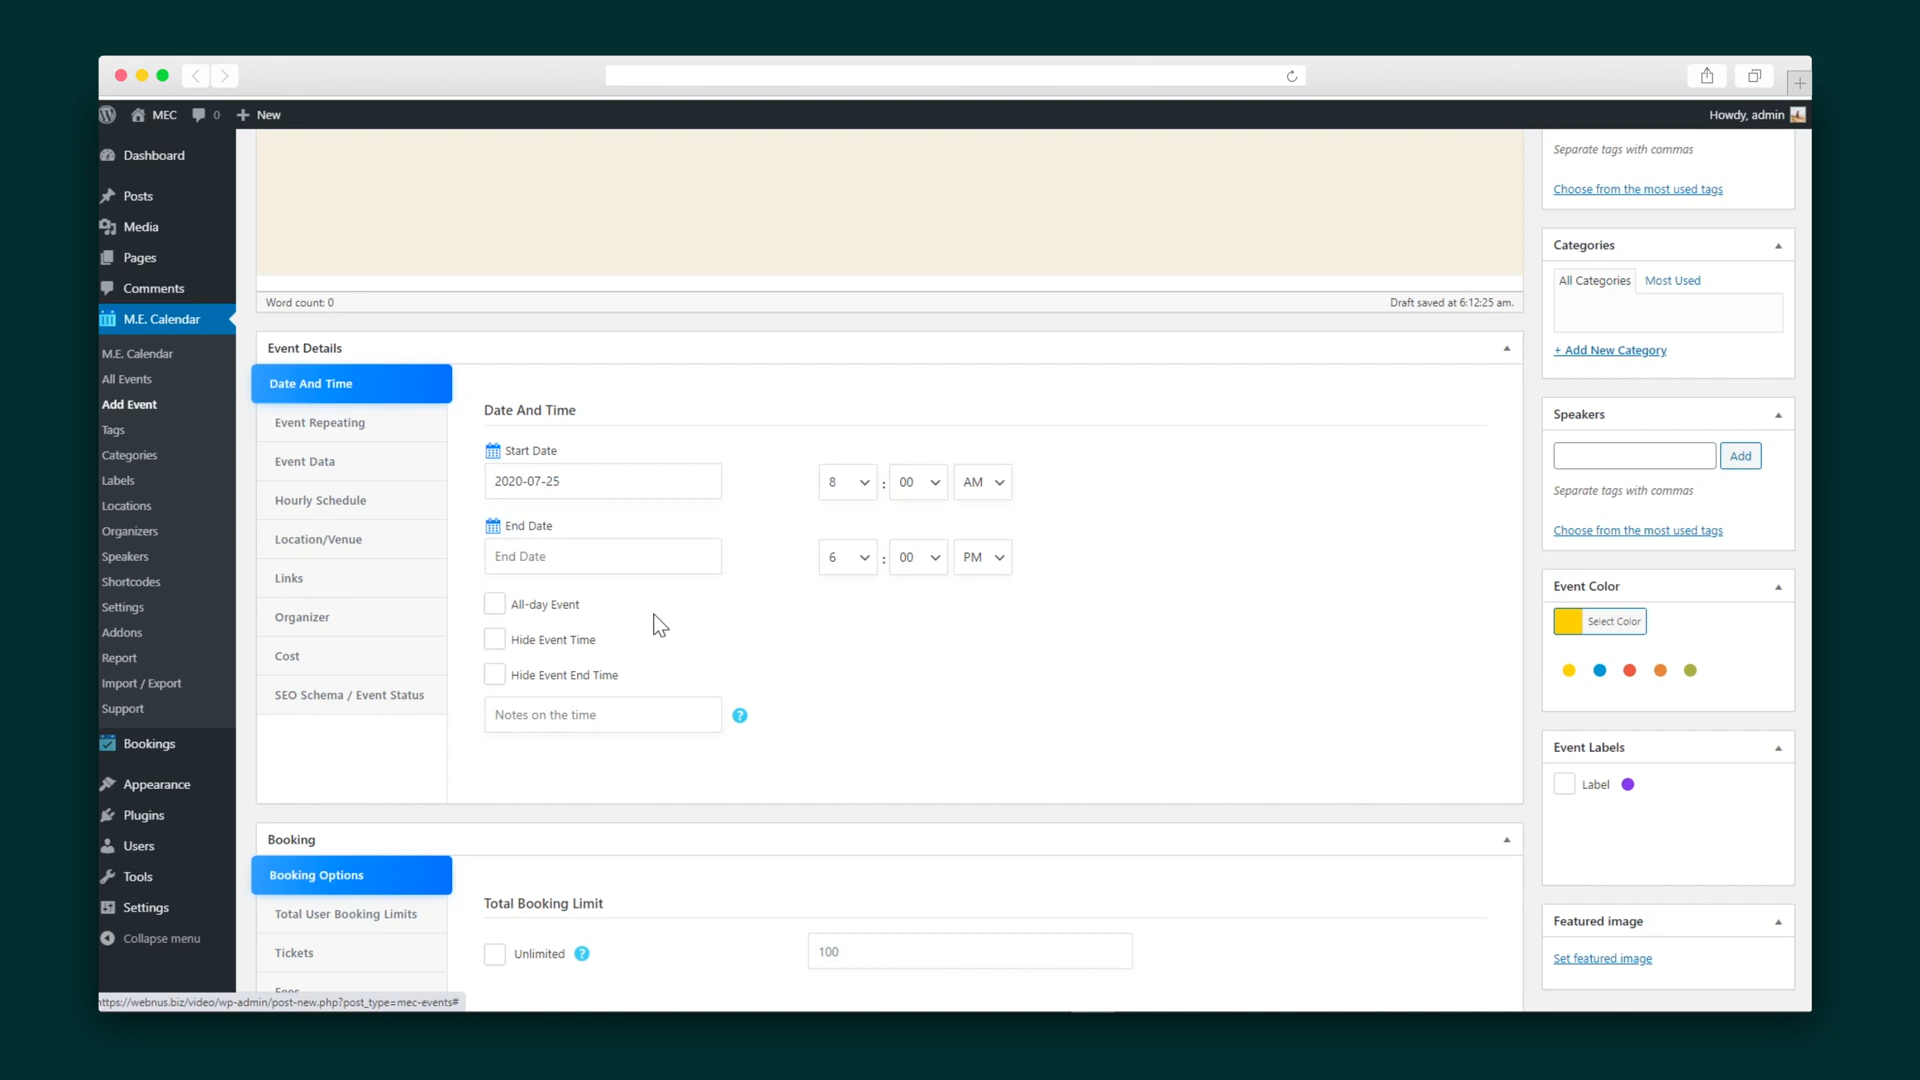 MEC
0
New
Howdy, admin
Dashboard
Posts
Media
Pages
Comments
M.E. Calendar
M.E. Calendar
All Events
Add Event
Tags
Categories
Labels
Locations
Organizers
Speakers
Shortcodes
Settings
Addons
Report
Import / Export
Support
Bookings
Appearance
Plugins
Users
Tools
Settings
Collapse menu
Word count: 0
Draft saved at 6:12:25 am.
Event Details
Date And Time
Event Repeating
Event Data
Hourly Schedule
Location/Venue
Links
Organizer
Cost
SEO Schema / Event Status
Date And Time
Start Date
2020-07-25
8 : 00 AM
End Date
End Date
6 : 00 PM
All-day Event
Hide Event Time
Hide Event End Time
Notes on the time
?
Booking
Booking Options
Total User Booking Limits
Tickets
Fees
Total Booking Limit
Unlimited ?
100
Separate tags with commas
Choose from the most used tags
Categories
All Categories
Most Used
+ Add New Category
Speakers
Add
Separate tags with commas
Choose from the most used tags
Event Color
Select Color
Event Labels
Label
Featured image
Set featured image
https://webnus.biz/video/wp-admin/post-new.php?post_type=mec-events#